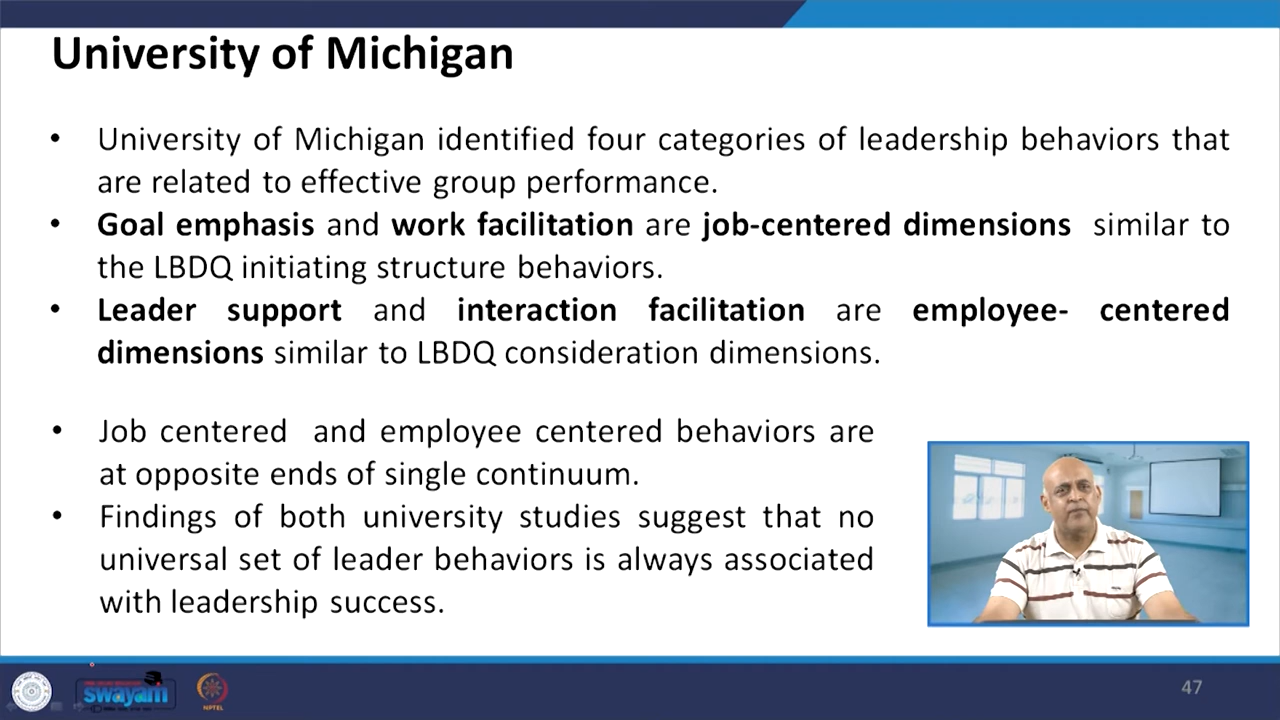 University of Michigan
• University of Michigan identified four categories of leadership behaviors that
are related to effective group performance.
• Goal emphasis and work facilitation are job-centered dimensions similar to
the LBDQ initiating structure behaviors.
• Leader support and interaction facilitation are employee- centered
dimensions similar to LBDQ consideration dimensions.
• Job centered and employee centered behaviors are
at opposite ends of single continuum.
• Findings of both university studies suggest that no
universal set of leader behaviors is always associated
with leadership success.
swayam
NPTEL
47